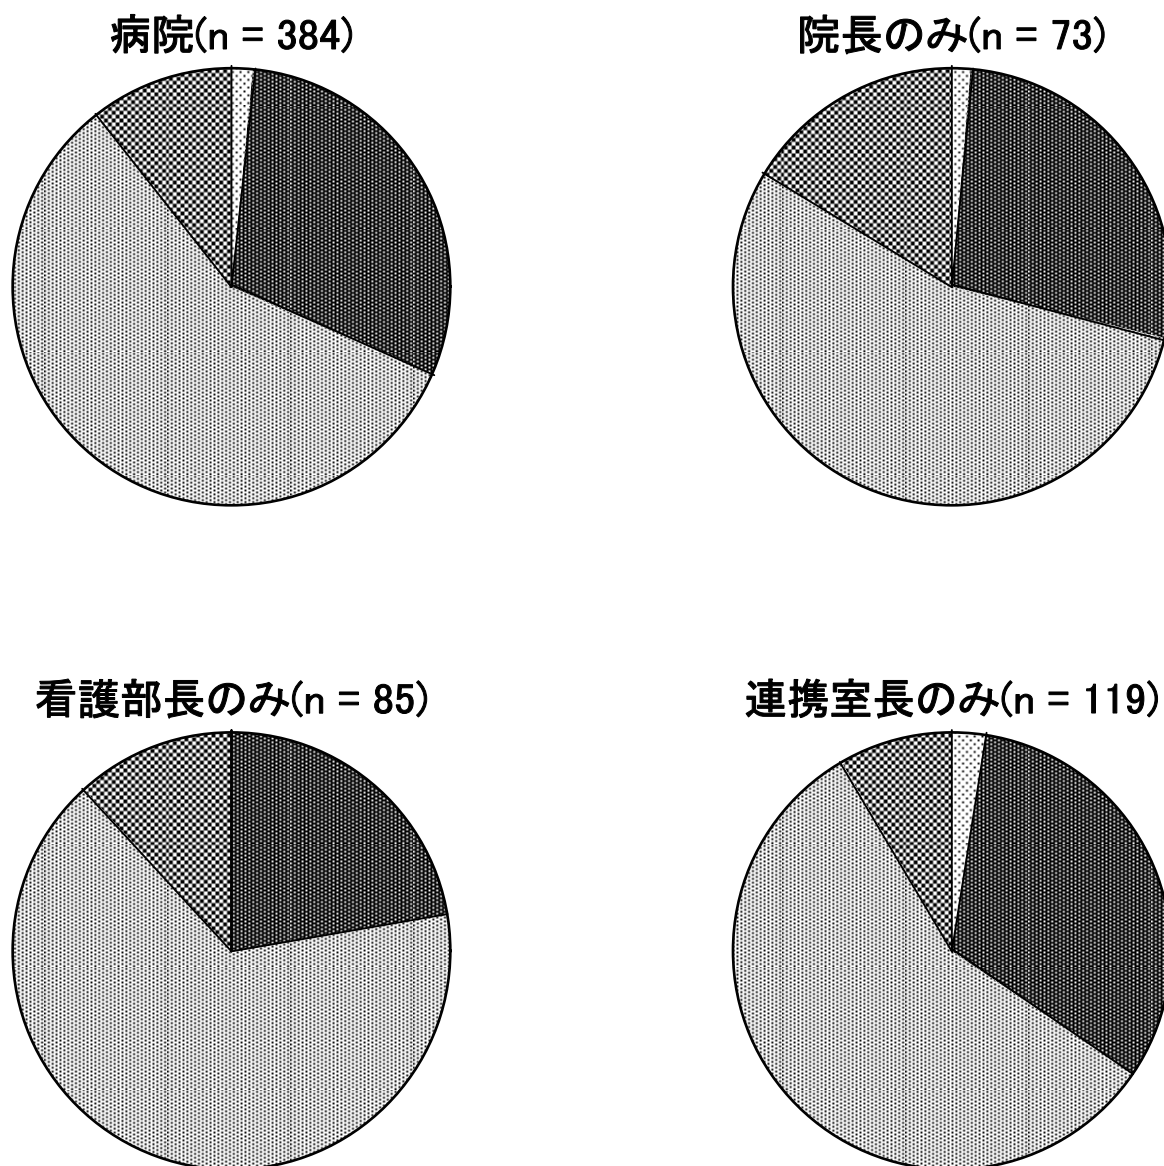 病院(n = 384)
院長のみ(n = 73)
看護部長のみ(n = 85)
連携室長のみ(n = 119)